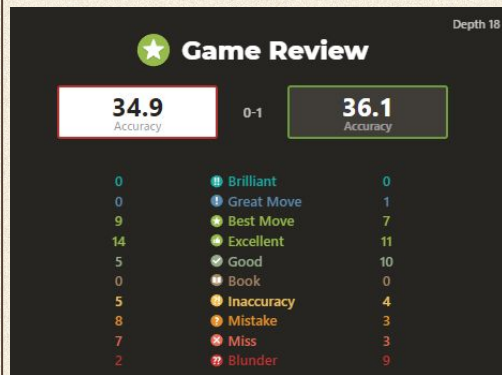 Depth 18
Game Review
34.9 0-1 36.1
Accuracy Accuracy
0 !! Brilliant 0
0 ! Great Move 1
9 Best Move 7
14 Excellent 11
5 Good 10
0 Book 0
5 ?! Inaccuracy 4
8 ? Mistake 3
7 Miss 3
2 ?? Blunder 9